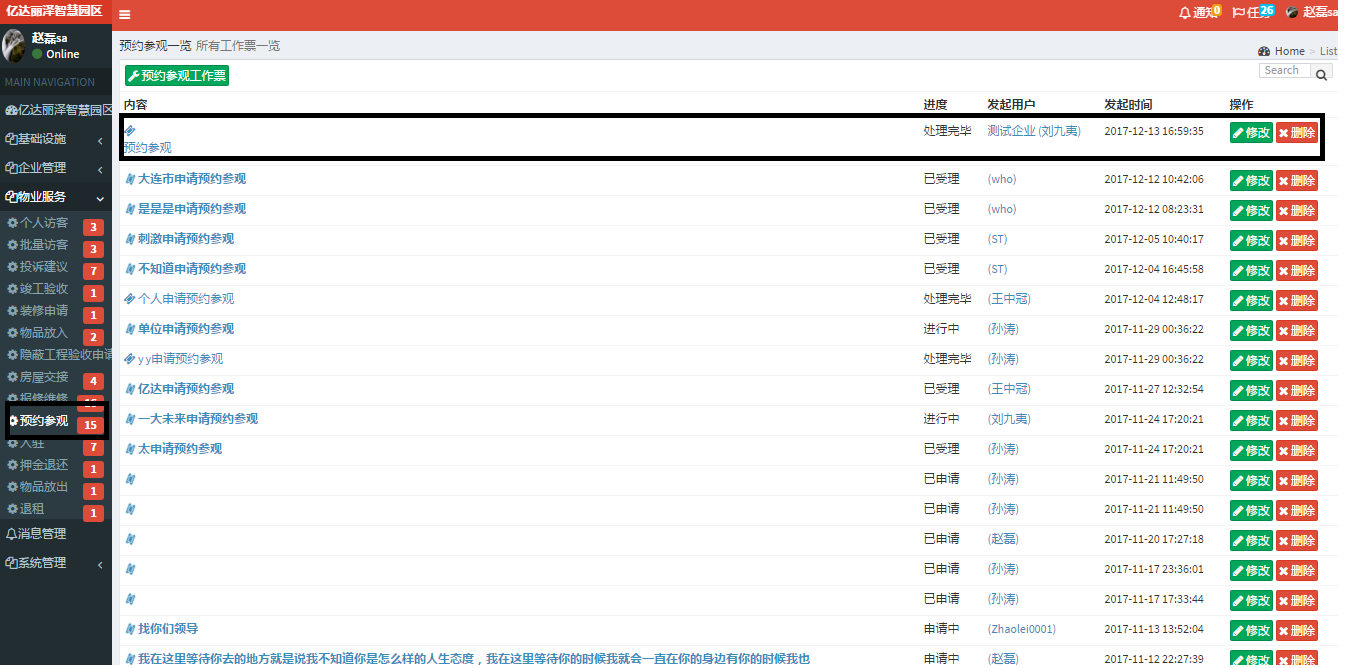 亿达丽泽智慧园区
通知 0
任务 26
赵磊sa
赵磊sa
Online
MAIN NAVIGATION
亿达丽泽智慧园区
基础设施
企业管理
物业服务
个人访客 3
批量访客 3
投诉建议 7
竣工验收 1
装修申请 1
物品放入 2
隐蔽工程验收申请
房屋交接 4
报修维修
预约参观 15
入驻 7
押金退还 1
物品放出 1
退租 1
消息管理
系统管理
预约参观一览 所有工作票一览
Home > List
预约参观工作票
Search
内容 进度 发起用户 发起时间 操作
预约参观 处理完毕 测试企业 (刘九夷) 2017-12-13 16:59:35 修改 删除
大连市申请预约参观 已受理 (who) 2017-12-12 10:42:06 修改 删除
是是是申请预约参观 已受理 (who) 2017-12-12 08:23:31 修改 删除
刺激申请预约参观 已受理 (ST) 2017-12-05 10:40:17 修改 删除
不知道申请预约参观 已受理 (ST) 2017-12-04 16:45:58 修改 删除
个人申请预约参观 处理完毕 (王中冠) 2017-12-04 12:48:17 修改 删除
单位申请预约参观 进行中 (孙涛) 2017-11-29 00:36:22 修改 删除
yy申请预约参观 处理完毕 (孙涛) 2017-11-29 00:36:22 修改 删除
亿达申请预约参观 已受理 (王中冠) 2017-11-27 12:32:54 修改 删除
一大未来申请预约参观 进行中 (刘九夷) 2017-11-24 17:20:21 修改 删除
太申请预约参观 已受理 (孙涛) 2017-11-24 17:20:21 修改 删除
已申请 (孙涛) 2017-11-21 11:49:50 修改 删除
已申请 (孙涛) 2017-11-21 11:49:50 修改 删除
已申请 (赵磊) 2017-11-20 17:27:18 修改 删除
已申请 (孙涛) 2017-11-17 23:36:01 修改 删除
已申请 (孙涛) 2017-11-17 17:33:44 修改 删除
找你们领导 申请中 (Zhaolei0001) 2017-11-13 13:52:04 修改 删除
我在这里等待你去的地方就是说我不知道你是怎么样的人生态度，我在这里等待你的时候我就会一直在你的身边有你的时候我也 申请中 (赵磊) 2017-11-12 22:27:39 修改 删除